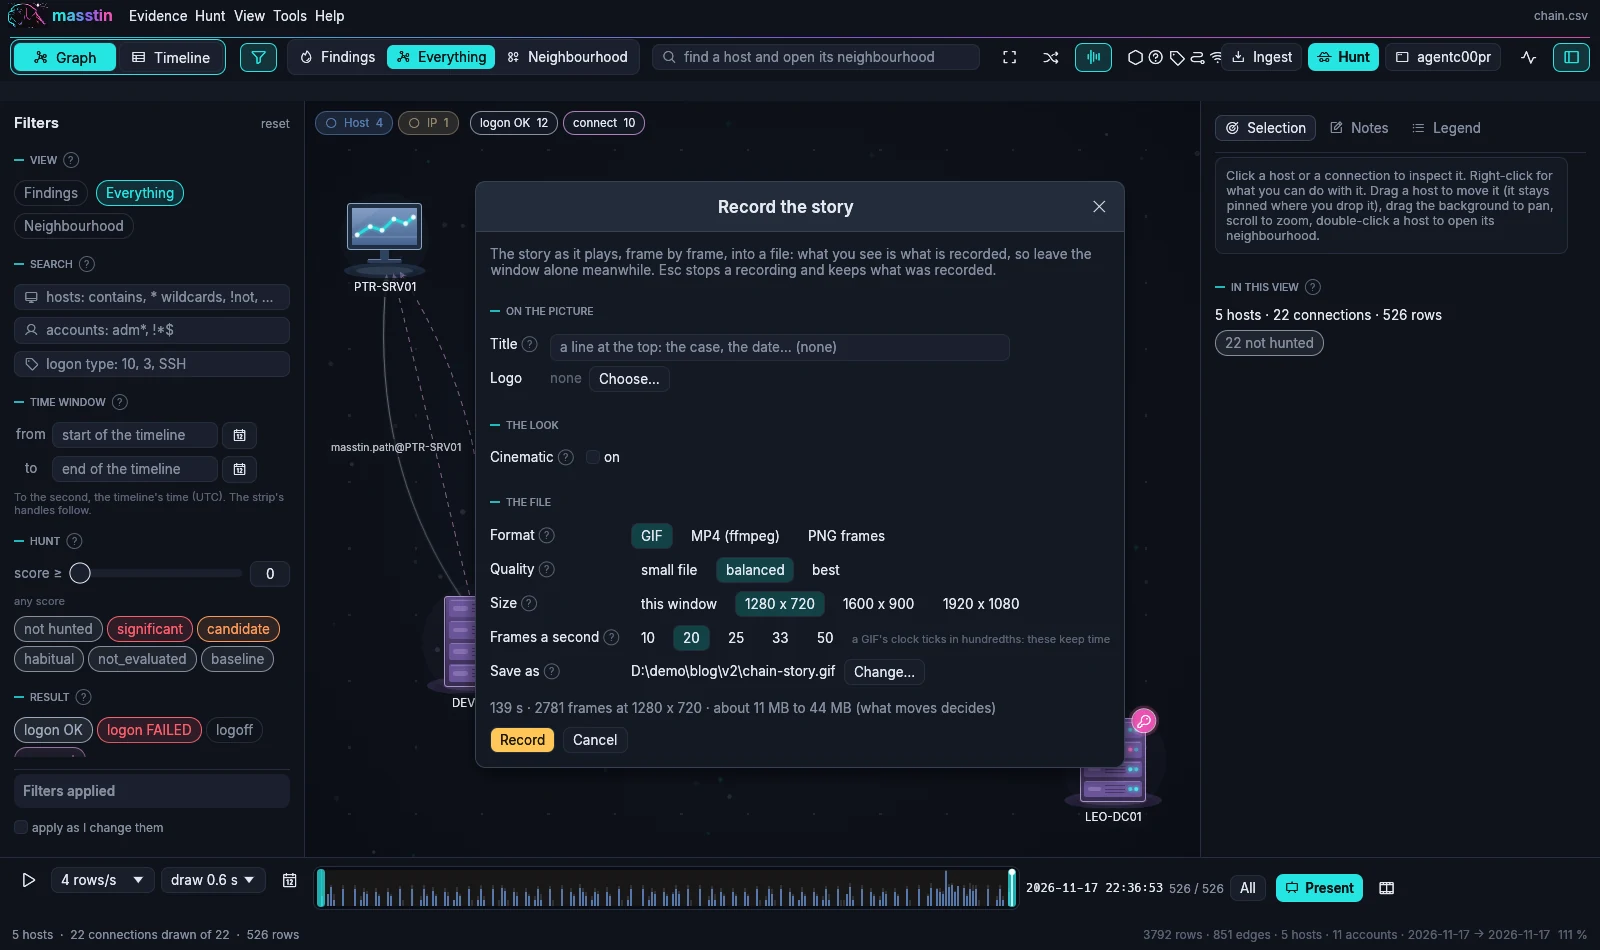 masstin Evidence Hunt View Tools Help chain.csv
Graph Timeline Findings Everything Neighbourhood find a host and open its neighbourhood Ingest Hunt agentc00pr
Filters reset
VIEW ?
Findings Everything
Neighbourhood
SEARCH ?
hosts: contains, * wildcards, !not, ...
accounts: adm*, !*$
logon type: 10, 3, SSH
TIME WINDOW ?
from start of the timeline
to end of the timeline
To the second, the timeline's time (UTC). The strip's
handles follow.
HUNT ?
score ≥ 0
any score
not hunted significant candidate
habitual not_evaluated baseline
RESULT ?
logon OK logon FAILED logoff
Filters applied
apply as I change them
Host 4 IP 1 logon OK 12 connect 10
PTR-SRV01
masstin.path@PTR-SRV01
DEV
LEO-DC01
Record the story
The story as it plays, frame by frame, into a file: what you see is what is recorded, so leave the
window alone meanwhile. Esc stops a recording and keeps what was recorded.
ON THE PICTURE
Title ? a line at the top: the case, the date... (none)
Logo none Choose...
THE LOOK
Cinematic ? on
THE FILE
Format ? GIF MP4 (ffmpeg) PNG frames
Quality ? small file balanced best
Size ? this window 1280 x 720 1600 x 900 1920 x 1080
Frames a second ? 10 20 25 33 50 a GIF's clock ticks in hundredths: these keep time
Save as ? D:\demo\blog\v2\chain-story.gif Change...
139 s · 2781 frames at 1280 x 720 · about 11 MB to 44 MB (what moves decides)
Record Cancel
Selection Notes Legend
Click a host or a connection to inspect it. Right-click for
what you can do with it. Drag a host to move it (it stays
pinned where you drop it), drag the background to pan,
scroll to zoom, double-click a host to open its
neighbourhood.
IN THIS VIEW ?
5 hosts · 22 connections · 526 rows
22 not hunted
4 rows/s draw 0.6 s 2026-11-17 22:36:53 526 / 526 All Present
5 hosts · 22 connections drawn of 22 · 526 rows
3792 rows · 851 edges · 5 hosts · 11 accounts · 2026-11-17 → 2026-11-17 111 %